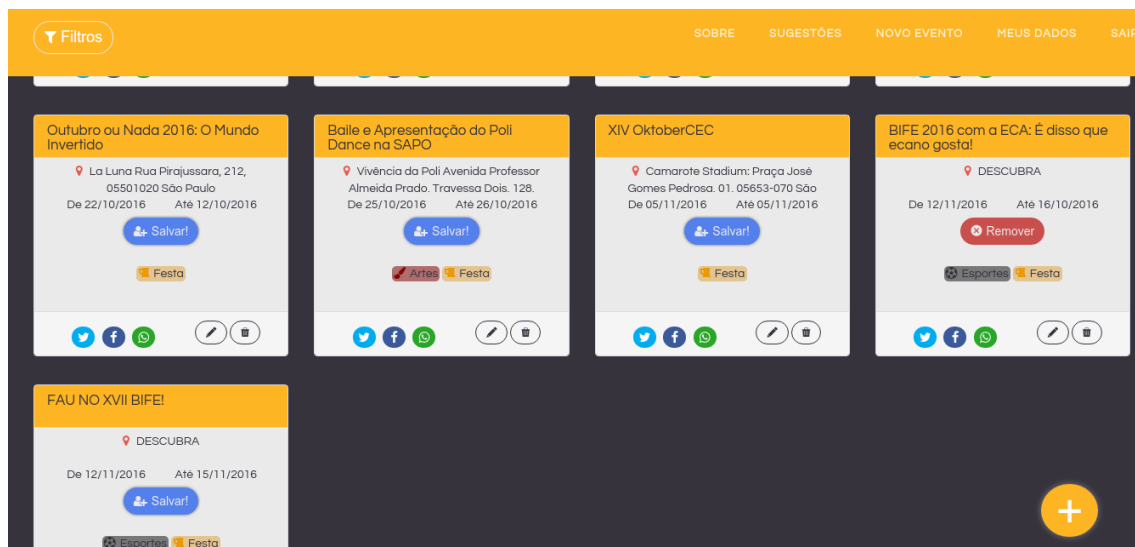 Filtros
SOBRE SUGESTÕES NOVO EVENTO MEUS DADOS SAIR
Outubro ou Nada 2016: O Mundo
Invertido
La Luna Rua Pirajussara, 212,
05501020 São Paulo
De 22/10/2016 Até 12/10/2016
Salvar!
Festa
Baile e Apresentação do Poli
Dance na SAPO
Vivência da Poli Avenida Professor
Almeida Prado. Travessa Dois. 128.
De 25/10/2016 Até 26/10/2016
Salvar!
Artes Festa
XIV OktoberCEC
Camarote Stadium: Praça José
Gomes Pedrosa. 01. 05653-070 São
De 05/11/2016 Até 05/11/2016
Salvar!
Festa
BIFE 2016 com a ECA: É disso que
ecano gosta!
DESCUBRA
De 12/11/2016 Até 16/10/2016
Remover
Esportes Festa
FAU NO XVII BIFE!
DESCUBRA
De 12/11/2016 Até 15/11/2016
Salvar!
Esportes Festa